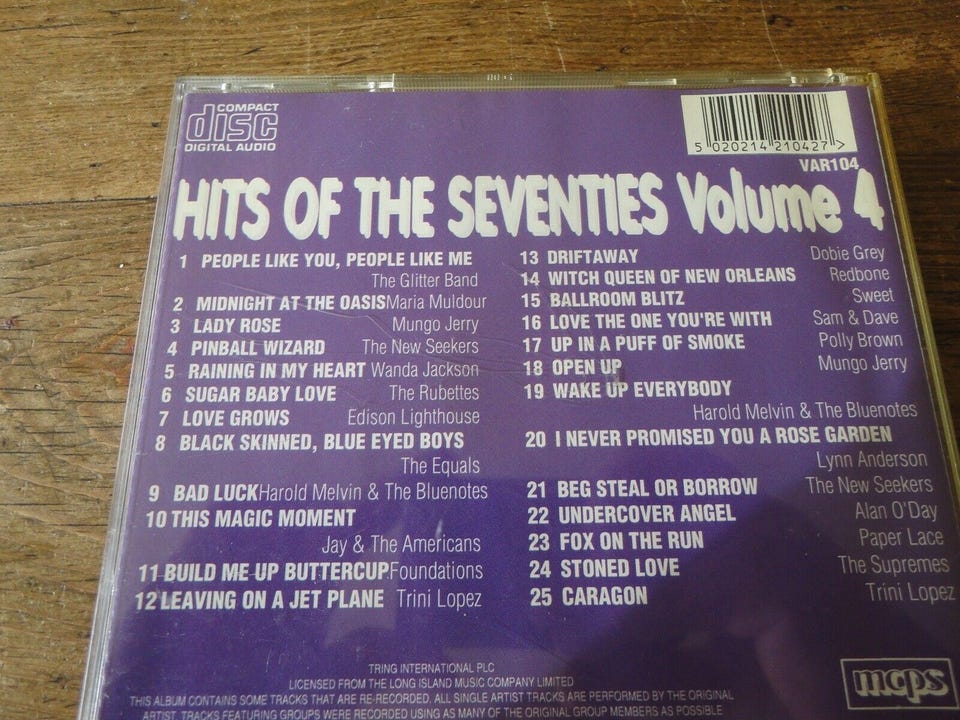 COMPACT
disc
DIGITAL AUDIO
5 020214 210427 >
VAR104
HITS OF THE SEVENTIES Volume 4
1 PEOPLE LIKE YOU, PEOPLE LIKE ME
The Glitter Band
2 MIDNIGHT AT THE OASIS Maria Muldour
3 LADY ROSE Mungo Jerry
4 PINBALL WIZARD The New Seekers
5 RAINING IN MY HEART Wanda Jackson
6 SUGAR BABY LOVE The Rubettes
7 LOVE GROWS Edison Lighthouse
8 BLACK SKINNED, BLUE EYED BOYS
The Equals
9 BAD LUCK Harold Melvin & The Bluenotes
10 THIS MAGIC MOMENT
Jay & The Americans
11 BUILD ME UP BUTTERCUP Foundations
12 LEAVING ON A JET PLANE Trini Lopez
13 DRIFTAWAY Dobie Grey
14 WITCH QUEEN OF NEW ORLEANS Redbone
15 BALLROOM BLITZ Sweet
16 LOVE THE ONE YOU'RE WITH Sam & Dave
17 UP IN A PUFF OF SMOKE Polly Brown
18 OPEN UP Mungo Jerry
19 WAKE UP EVERYBODY
Harold Melvin & The Bluenotes
20 I NEVER PROMISED YOU A ROSE GARDEN
Lynn Anderson
21 BEG STEAL OR BORROW The New Seekers
22 UNDERCOVER ANGEL Alan O'Day
23 FOX ON THE RUN Paper Lace
24 STONED LOVE The Supremes
25 CARAGON Trini Lopez
TRING INTERNATIONAL PLC
LICENSED FROM THE LONG ISLAND MUSIC COMPANY LIMITED
THIS ALBUM CONTAINS SOME TRACKS THAT ARE RE-RECORDED. ALL SINGLE ARTIST TRACKS ARE PERFORMED BY THE ORIGINAL
ARTIST. TRACKS FEATURING GROUPS WERE RECORDED USING AS MANY OF THE ORIGINAL GROUP MEMBERS AS POSSIBLE
mcps